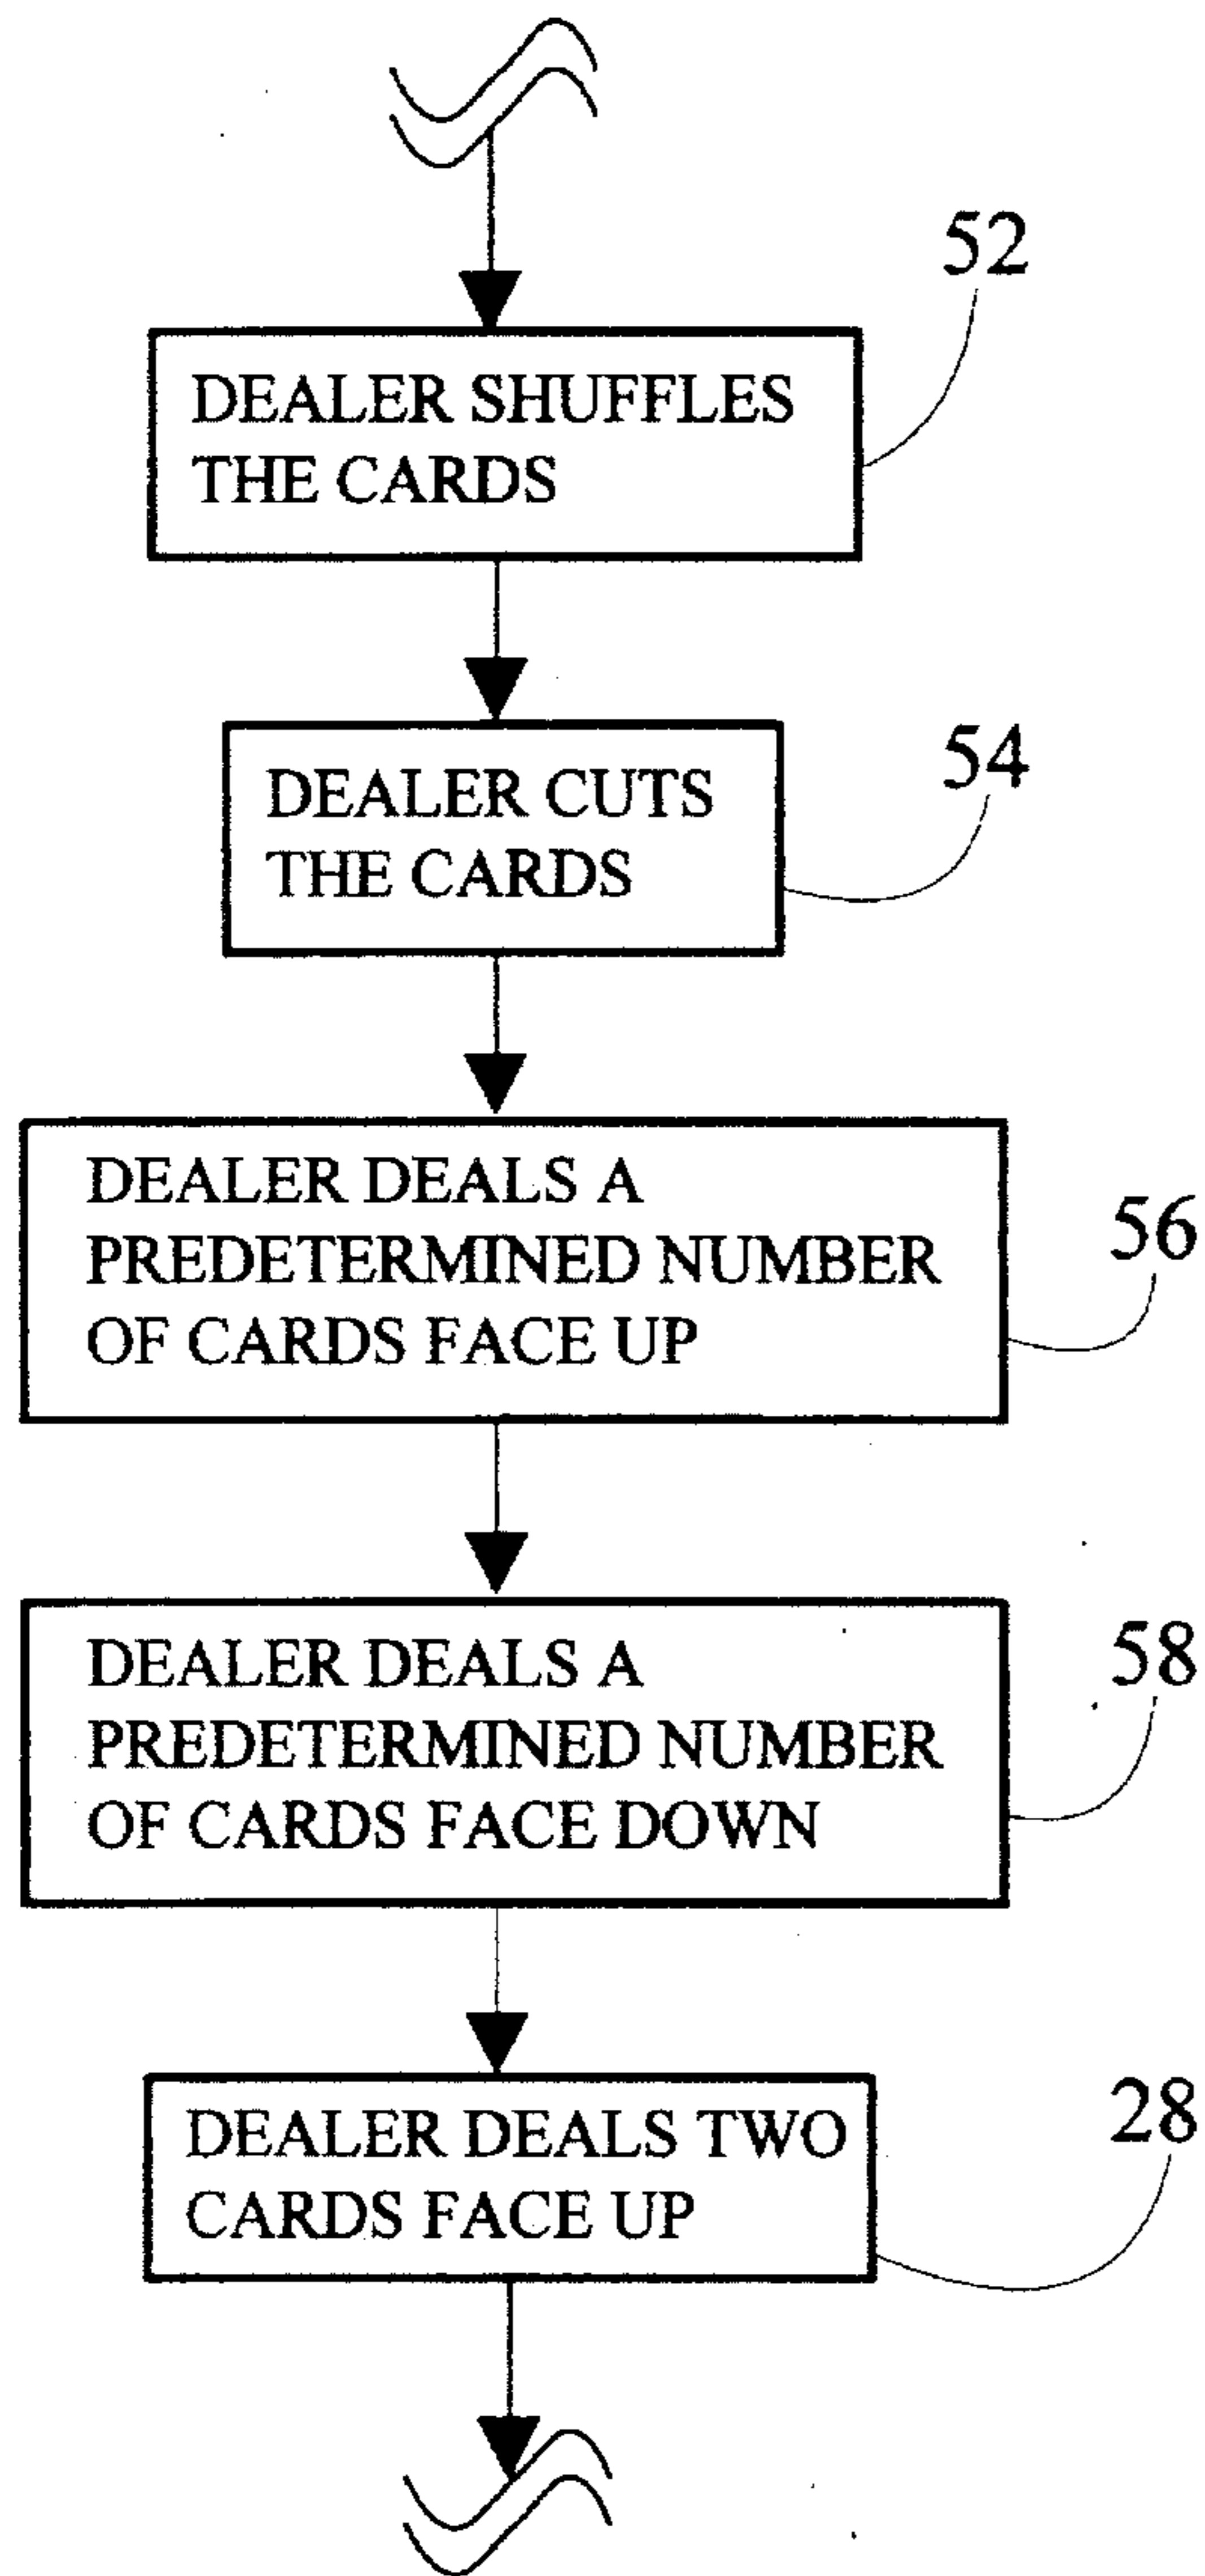 52
DEALER SHUFFLES
THE CARDS
54
DEALER CUTS
THE CARDS
DEALER DEALS A
PREDETERMINED NUMBER
OF CARDS FACE UP
56
DEALER DEALS A
PREDETERMINED NUMBER
OF CARDS FACE DOWN
58
DEALER DEALS TWO
CARDS FACE UP
28